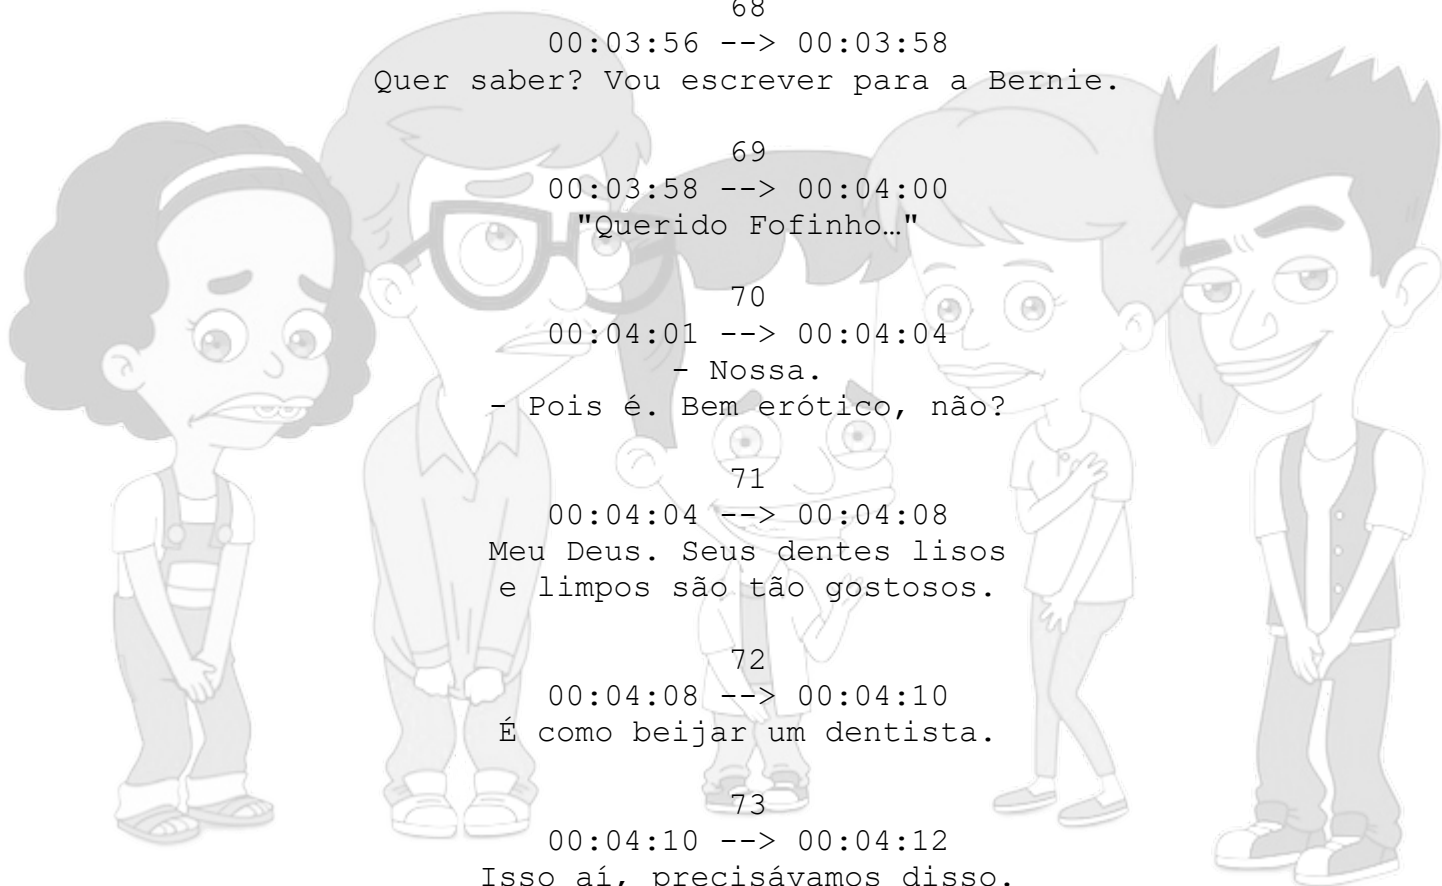 68
00:03:56 --> 00:03:58
Quer saber? Vou escrever para a Bernie.
69
00:03:58 --> 00:04:00
"Querido Fofinho…"
70
00:04:01 --> 00:04:04
- Nossa.
- Pois é. Bem erótico, não?
71
00:04:04 --> 00:04:08
Meu Deus. Seus dentes lisos
e limpos são tão gostosos.
72
00:04:08 --> 00:04:10
É como beijar um dentista.
73
00:04:10 --> 00:04:12
Isso aí, precisávamos disso.